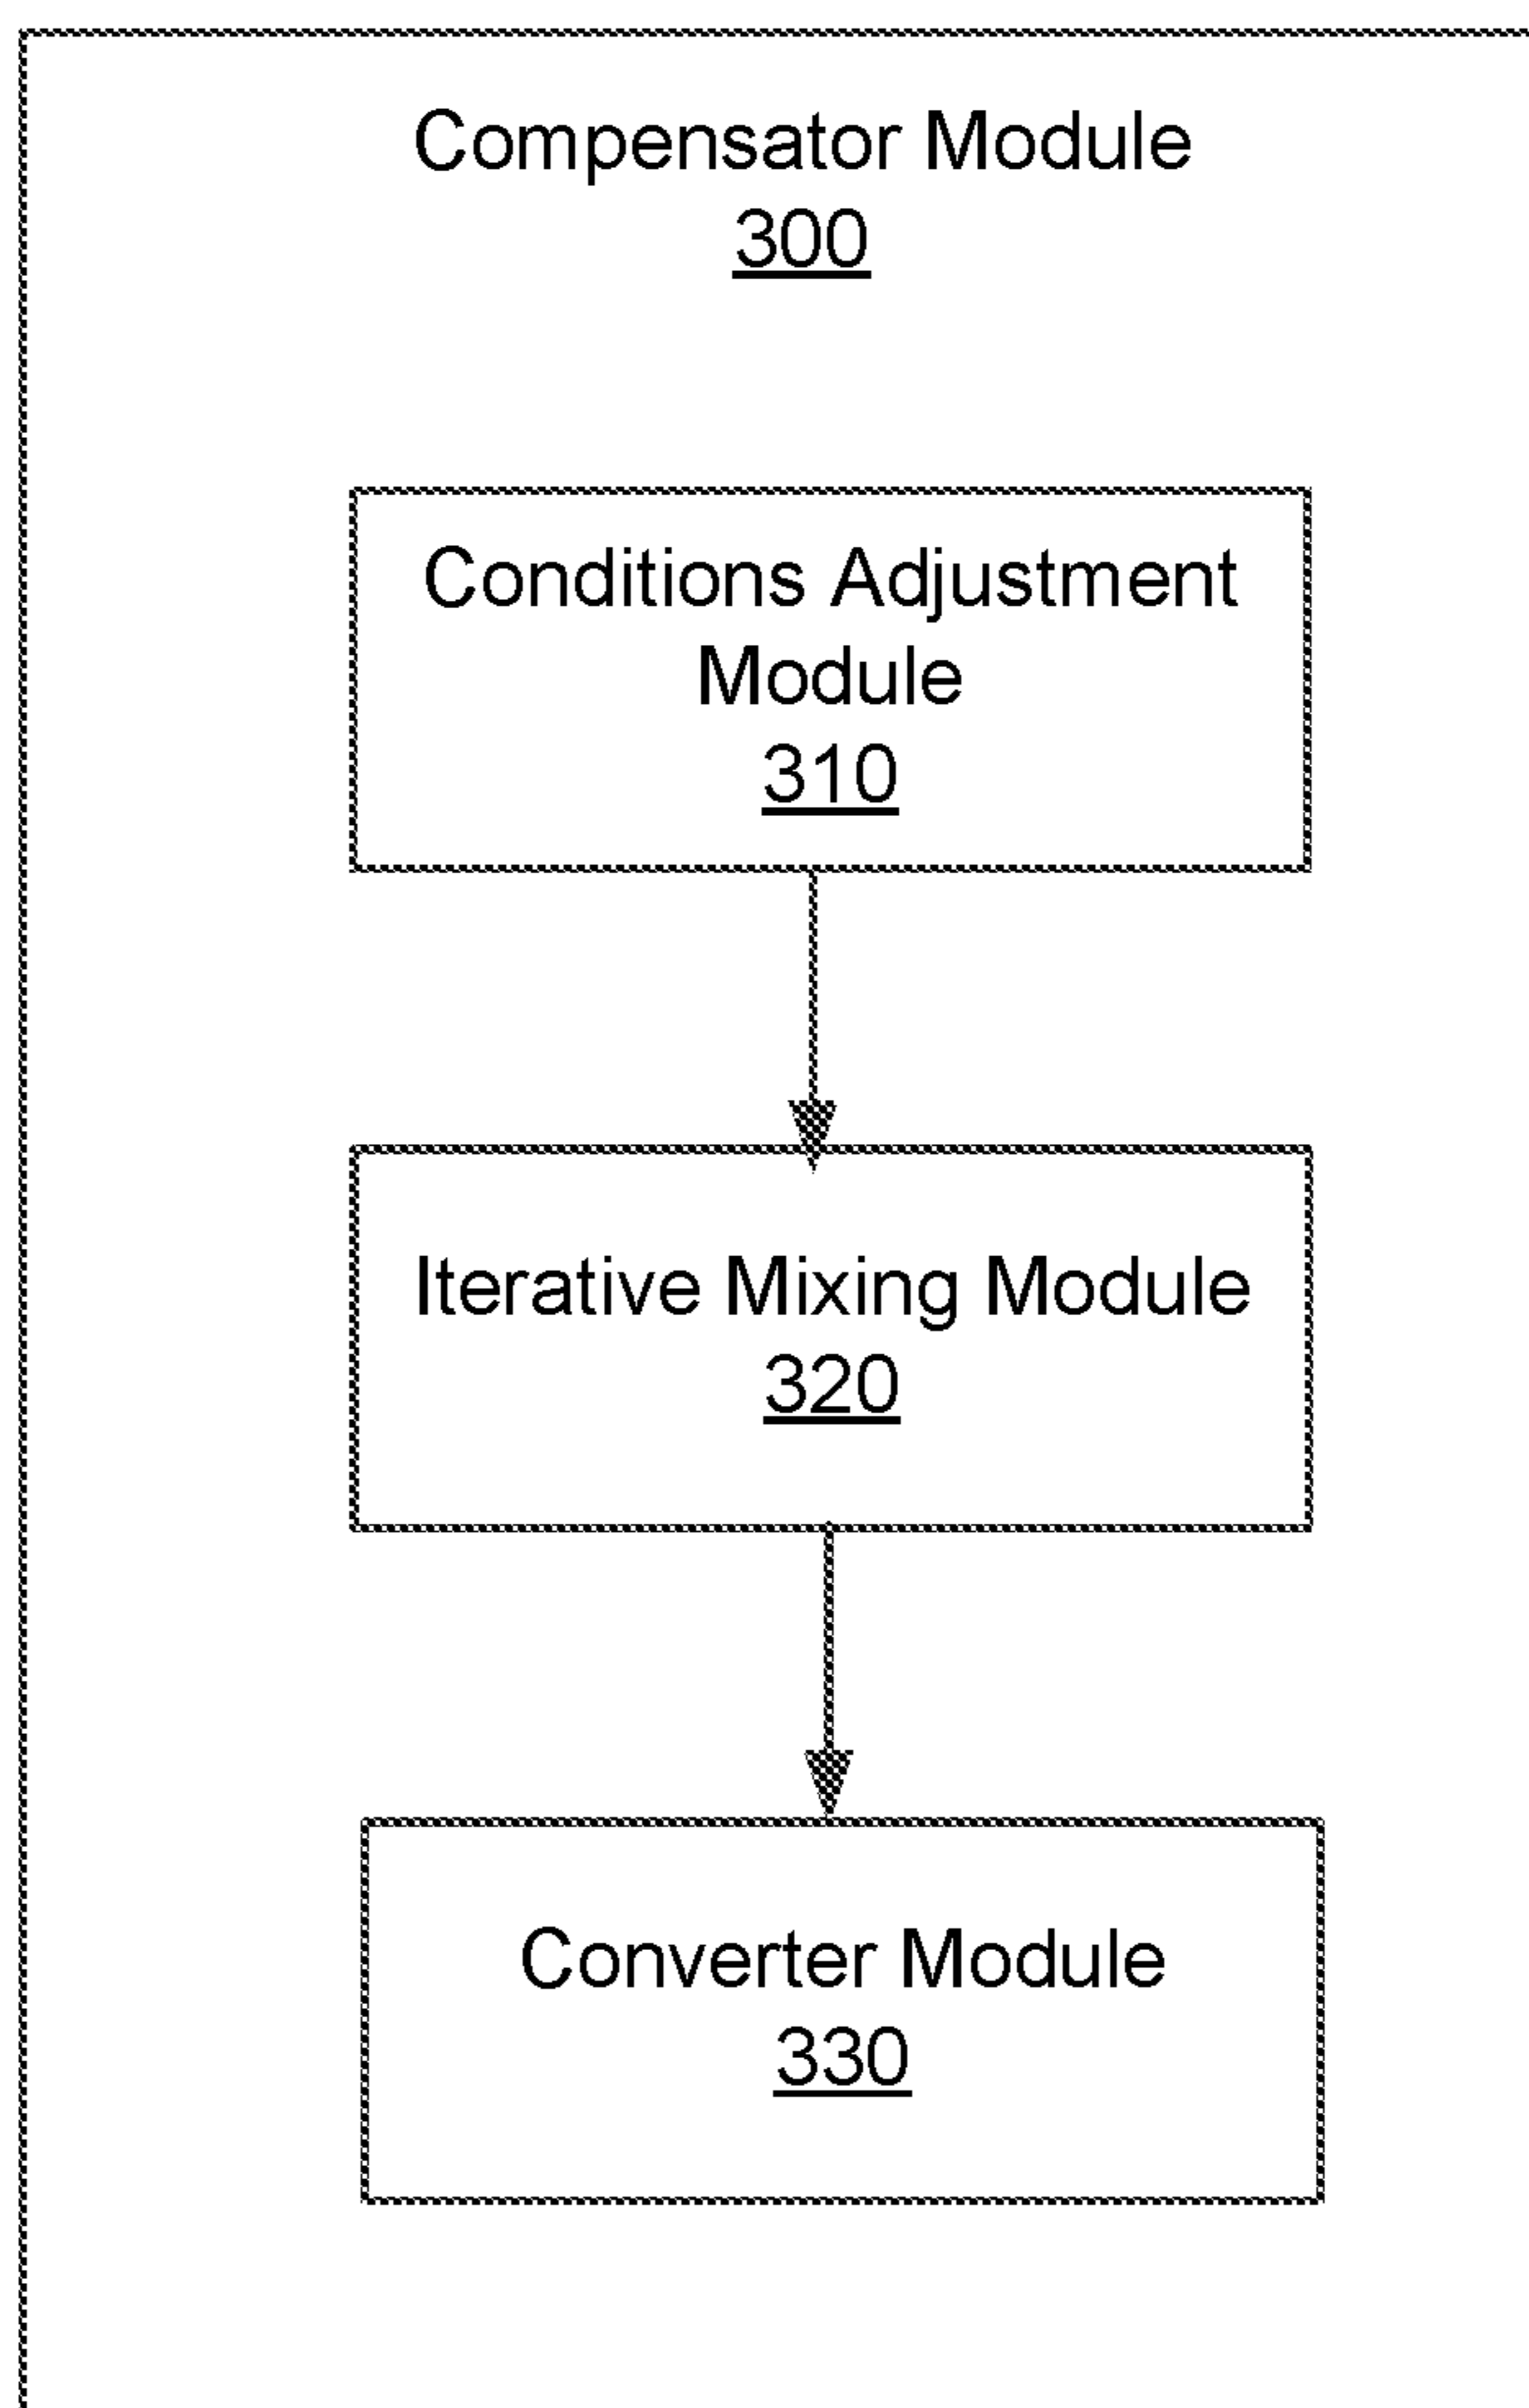 Compensator Module
300
Conditions Adjustment
Module
310
Iterative Mixing Module
320
Converter Module
330